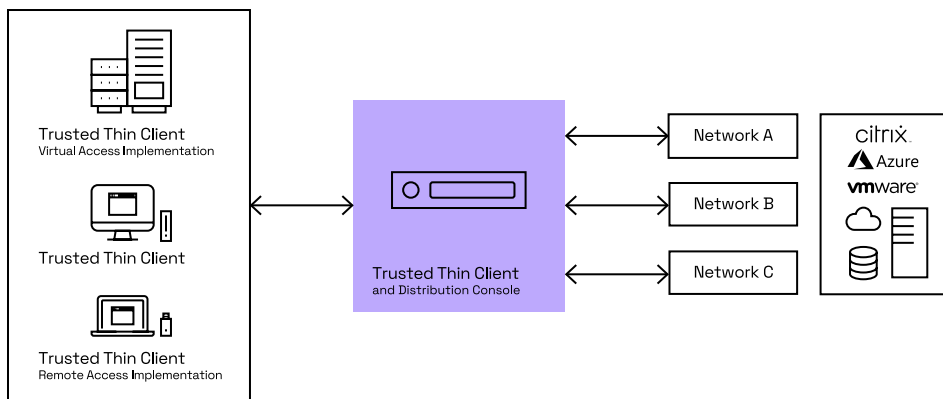 Trusted Thin Client
Virtual Access Implementation
Trusted Thin Client
Trusted Thin Client
Remote Access Implementation
Trusted Thin Client
and Distribution Console
Network A
Network B
Network C
citrix
Azure
vmware®